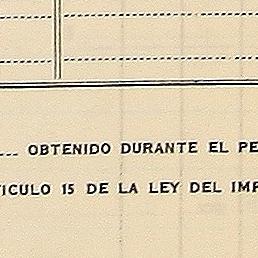 OBTENIDO DURANTE EL PE
TICULO 15 DE LA LEY DEL IMP